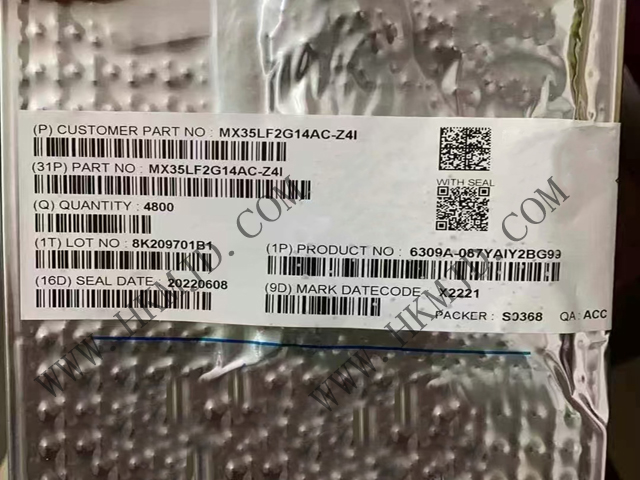 (P) CUSTOMER PART NO : MX35LF2G14AC-Z4I
(31P) PART NO : MX35LF2G14AC-Z4I
WITH SEAL
(Q) QUANTITY : 4800
(1T) LOT NO : 8K209701B1
(1P) PRODUCT NO : 6309A-087YAIY2BG99
(16D) SEAL DATE : 20220608
(9D) MARK DATECODE : X2221
PACKER : S0368 QA: ACC
WWW.HKMJD.COM
WWW.HKMJD.COM